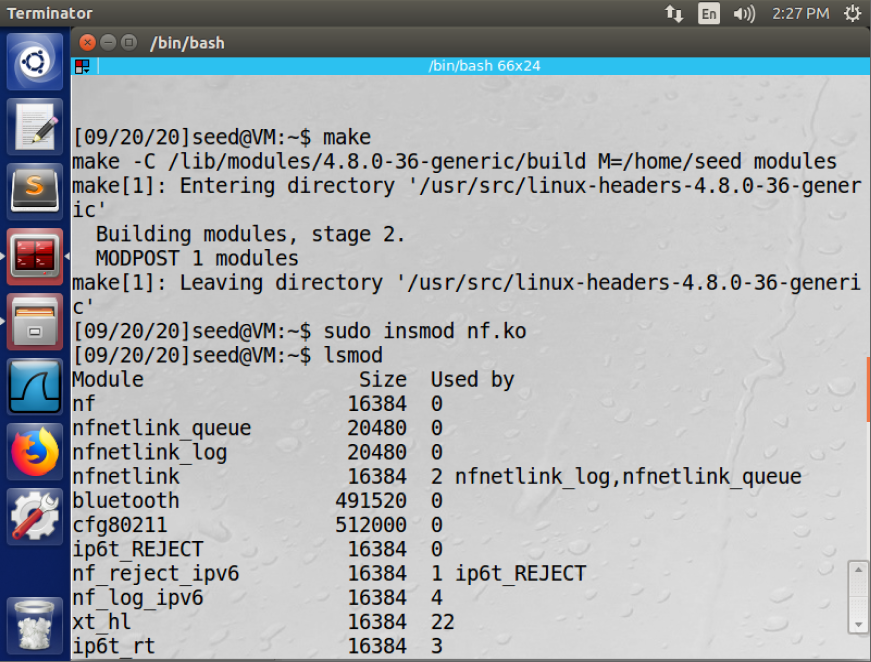 Terminator
En
2:27 PM
/bin/bash
/bin/bash 66x24
[09/20/20]seed@VM:~$ make
make -C /lib/modules/4.8.0-36-generic/build M=/home/seed modules
make[1]: Entering directory '/usr/src/linux-headers-4.8.0-36-gener
ic'
  Building modules, stage 2.
  MODPOST 1 modules
make[1]: Leaving directory '/usr/src/linux-headers-4.8.0-36-generi
c'
[09/20/20]seed@VM:~$ sudo insmod nf.ko
[09/20/20]seed@VM:~$ lsmod
Module                  Size  Used by
nf                     16384  0
nfnetlink_queue        20480  0
nfnetlink_log          20480  0
nfnetlink              16384  2 nfnetlink_log,nfnetlink_queue
bluetooth             491520  0
cfg80211              512000  0
ip6t_REJECT            16384  0
nf_reject_ipv6         16384  1 ip6t_REJECT
nf_log_ipv6            16384  4
xt_hl                  16384  22
ip6t_rt                16384  3